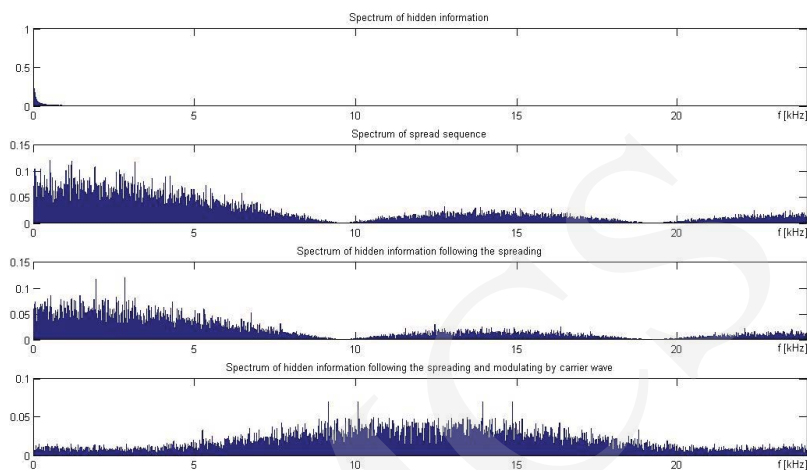 Spectrum of hidden information
1
0.5
0
0 5 10 15 20 f [kHz]
Spectrum of spread sequence
0.15
0.1
0.05
0
0 5 10 15 20 f [kHz]
Spectrum of hidden information following the spreading
0.15
0.1
0.05
0
0 5 10 15 20 f [kHz]
Spectrum of hidden information following the spreading and modulating by carrier wave
0.1
0.05
0
0 5 10 15 20 f [kHz]